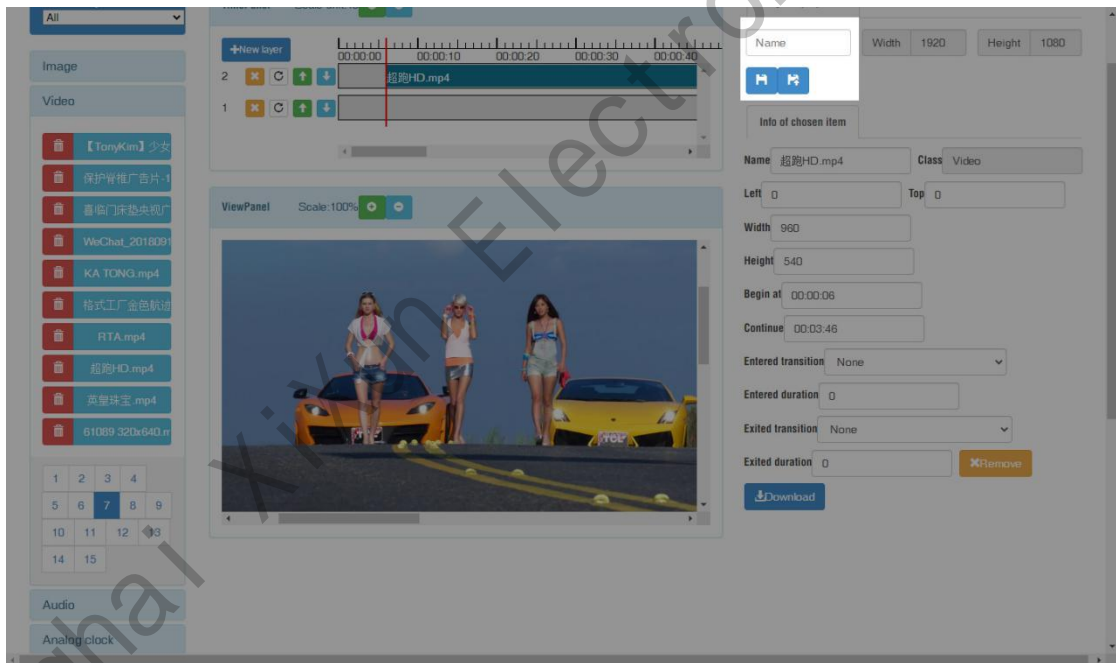 All
Image
Video
【TonyKim】少女
保护脊椎广告片-1
喜临门床垫央视广
WeChat_2018091
KA TONG.mp4
格式工厂金色航迹
RTA.mp4
超跑HD.mp4
英皇珠宝.mp4
61089 320x640.m
1 2 3 4
5 6 7 8 9
10 11 12 13
14 15
Audio
Analog clock
+New layer
00:00:00 00:00:10 00:00:20 00:00:30 00:00:40
2 超跑HD.mp4
1
ViewPanel Scale:100%
TCL
TCL
Name Width 1920 Height 1080
Info of chosen item
Name 超跑HD.mp4 Class Video
Left 0 Top 0
Width 960
Height 540
Begin at 00:00:06
Continue 00:03:46
Entered transition None
Entered duration 0
Exited transition None
Exited duration 0 Remove
Download
hai Xixun Electro